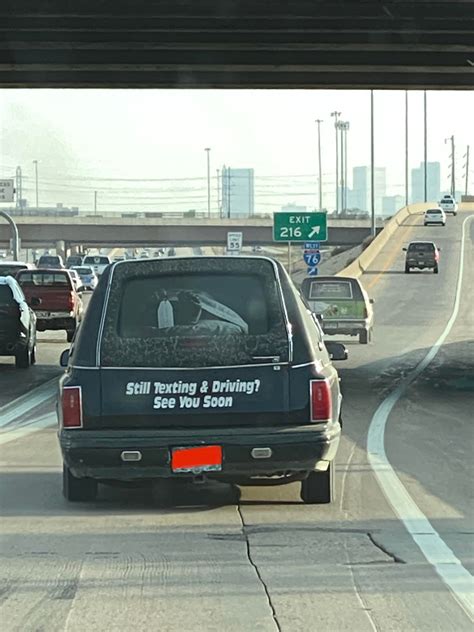 EXIT
216
WEST
76
55
Still Texting & Driving?
See You Soon